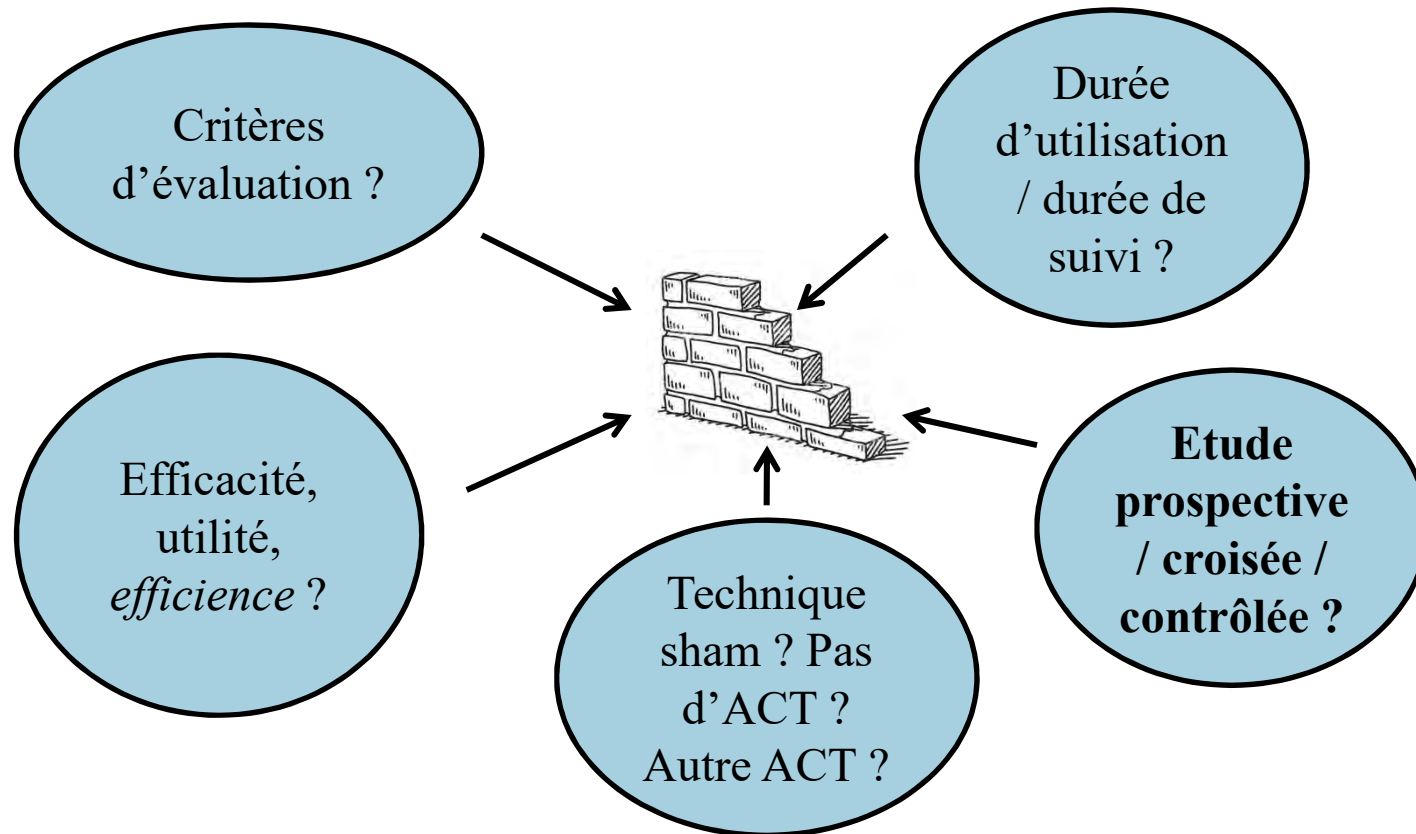 Critères
d’évaluation ?
Durée
d’utilisation
/ durée de
suivi ?
Efficacité,
utilité,
efficience ?
Technique
sham ? Pas
d’ACT ?
Autre ACT ?
Etude
prospective
/ croisée /
contrôlée ?